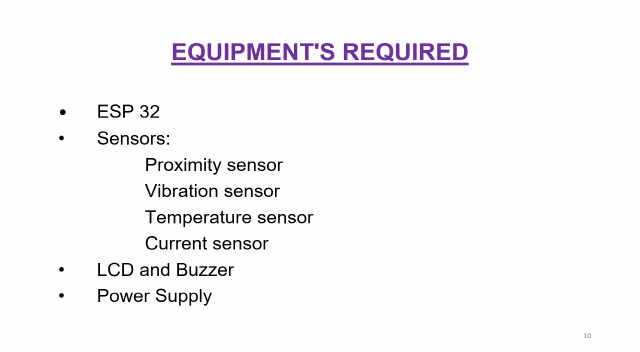 EQUIPMENT'S REQUIRED
• ESP 32
• Sensors:
Proximity sensor
Vibration sensor
Temperature sensor
Current sensor
• LCD and Buzzer
• Power Supply
10